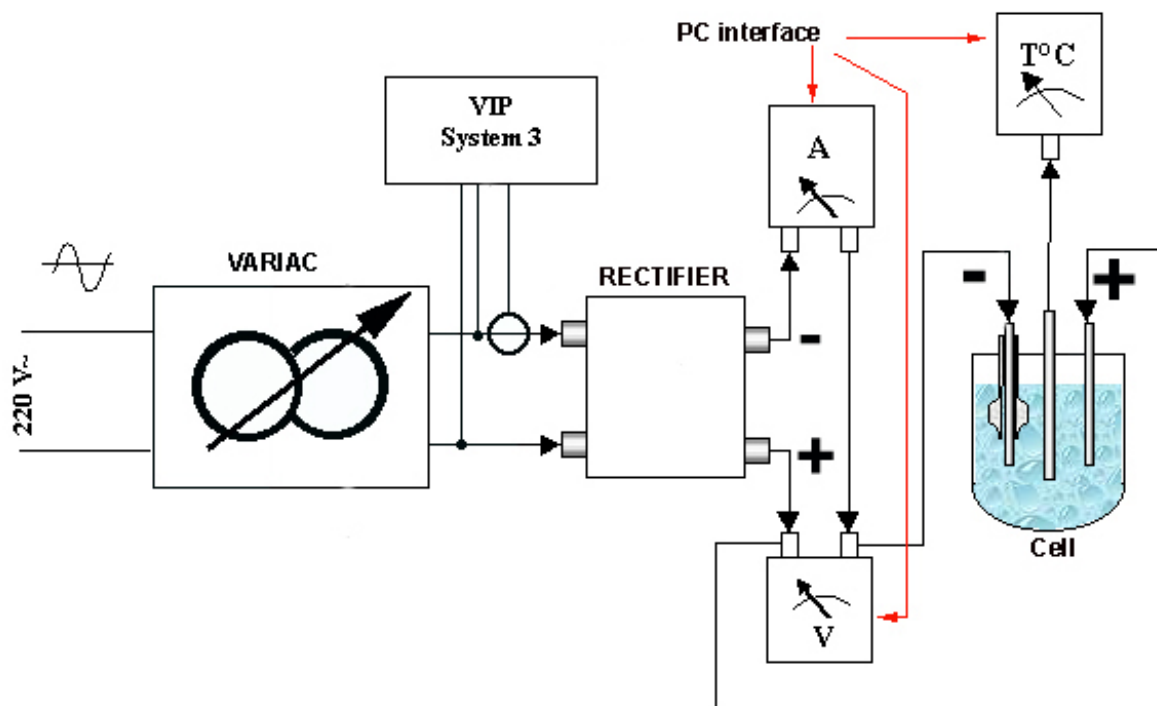 PC interface
T° C
VIP
System 3
A
VARIAC
RECTIFIER
-
+
-
+
220 V~
Cell
V